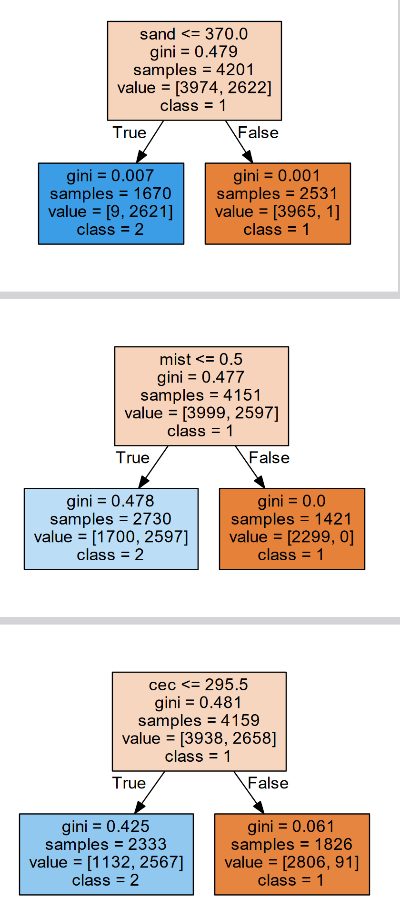 sand <= 370.0
gini = 0.479
samples = 4201
value = [3974, 2622]
class = 1
True
False
gini = 0.007
samples = 1670
value = [9, 2621]
class = 2
gini = 0.001
samples = 2531
value = [3965, 1]
class = 1
mist <= 0.5
gini = 0.477
samples = 4151
value = [3999, 2597]
class = 1
True
False
gini = 0.478
samples = 2730
value = [1700, 2597]
class = 2
gini = 0.0
samples = 1421
value = [2299, 0]
class = 1
cec <= 295.5
gini = 0.481
samples = 4159
value = [3938, 2658]
class = 1
True
False
gini = 0.425
samples = 2333
value = [1132, 2567]
class = 2
gini = 0.061
samples = 1826
value = [2806, 91]
class = 1